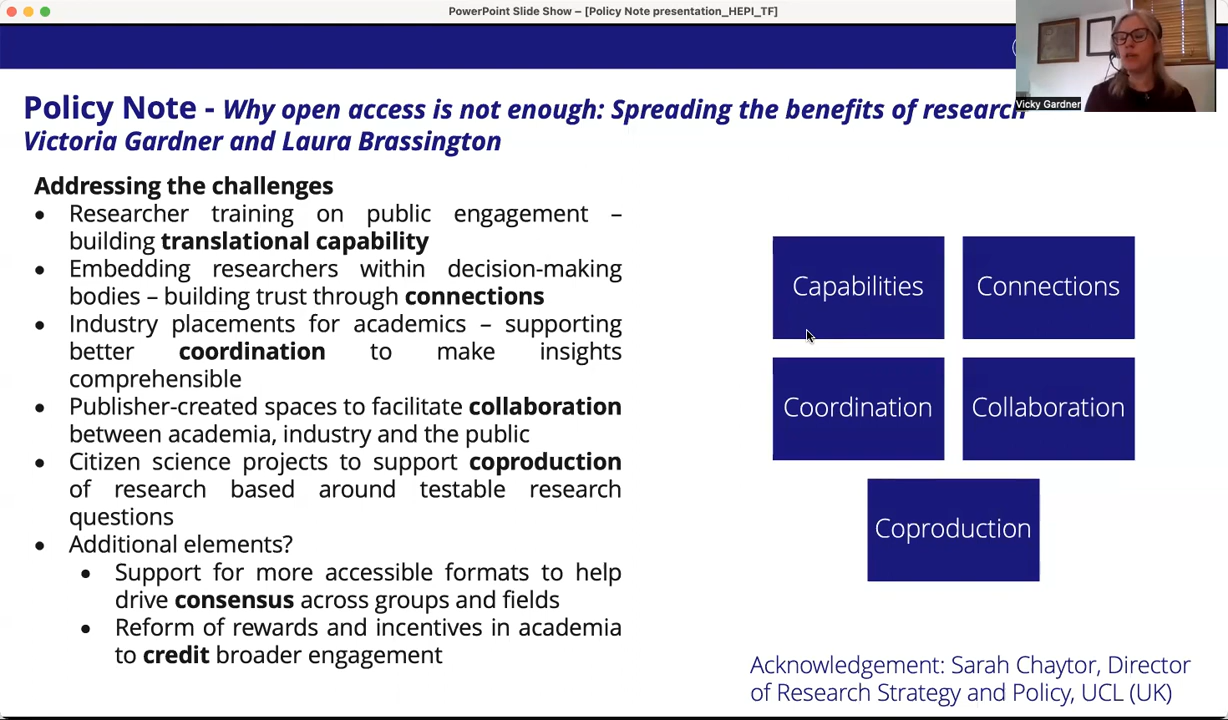 PowerPoint Slide Show – [Policy Note presentation_HEPI_TF]
Vicky Gardner
Policy Note - Why open access is not enough: Spreading the benefits of research
Victoria Gardner and Laura Brassington
Addressing the challenges
• Researcher training on public engagement –
building translational capability
• Embedding researchers within decision-making
bodies – building trust through connections
• Industry placements for academics – supporting
better coordination to make insights
comprehensible
• Publisher-created spaces to facilitate collaboration
between academia, industry and the public
• Citizen science projects to support coproduction
of research based around testable research
questions
• Additional elements?
• Support for more accessible formats to help
drive consensus across groups and fields
• Reform of rewards and incentives in academia
to credit broader engagement
Capabilities
Connections
Coordination
Collaboration
Coproduction
Acknowledgement: Sarah Chaytor, Director
of Research Strategy and Policy, UCL (UK)